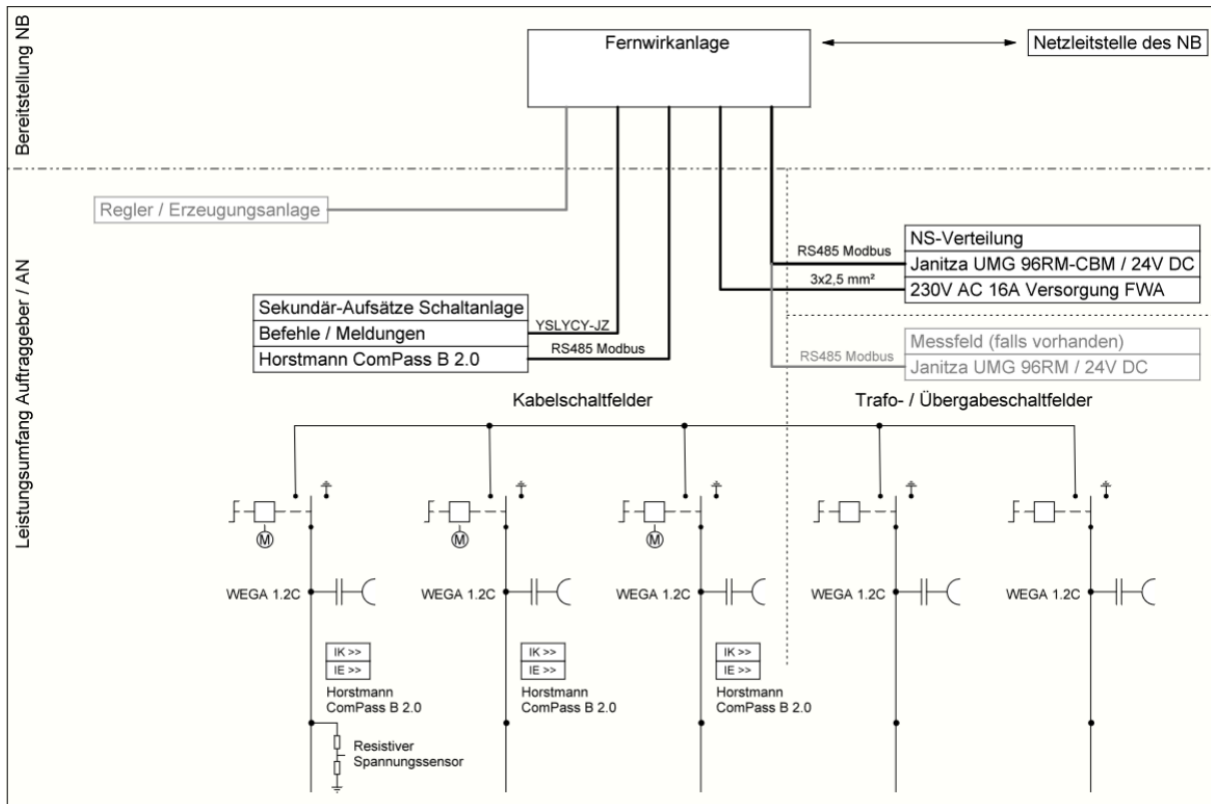 Bereitstellung NB
Fernwirkanlage
Netzleitstelle des NB
Leistungsumfang Auftraggeber / AN
Regler / Erzeugungsanlage
RS485 Modbus
NS-Verteilung
Janitza UMG 96RM-CBM / 24V DC
3x2,5 mm²
230V AC 16A Versorgung FWA
Sekundär-Aufsätze Schaltanlage
Befehle / Meldungen
YSLYCY-JZ
Horstmann ComPass B 2.0
RS485 Modbus
RS485 Modbus
Messfeld (falls vorhanden)
Janitza UMG 96RM / 24V DC
Kabelschaltfelder
Trafo- / Übergabeschaltfelder
M
M
M
WEGA 1.2C
WEGA 1.2C
WEGA 1.2C
WEGA 1.2C
WEGA 1.2C
IK >>
IE >>
Horstmann
ComPass B 2.0
IK >>
IE >>
Horstmann
ComPass B 2.0
IK >>
IE >>
Horstmann
ComPass B 2.0
Resistiver
Spannungssensor